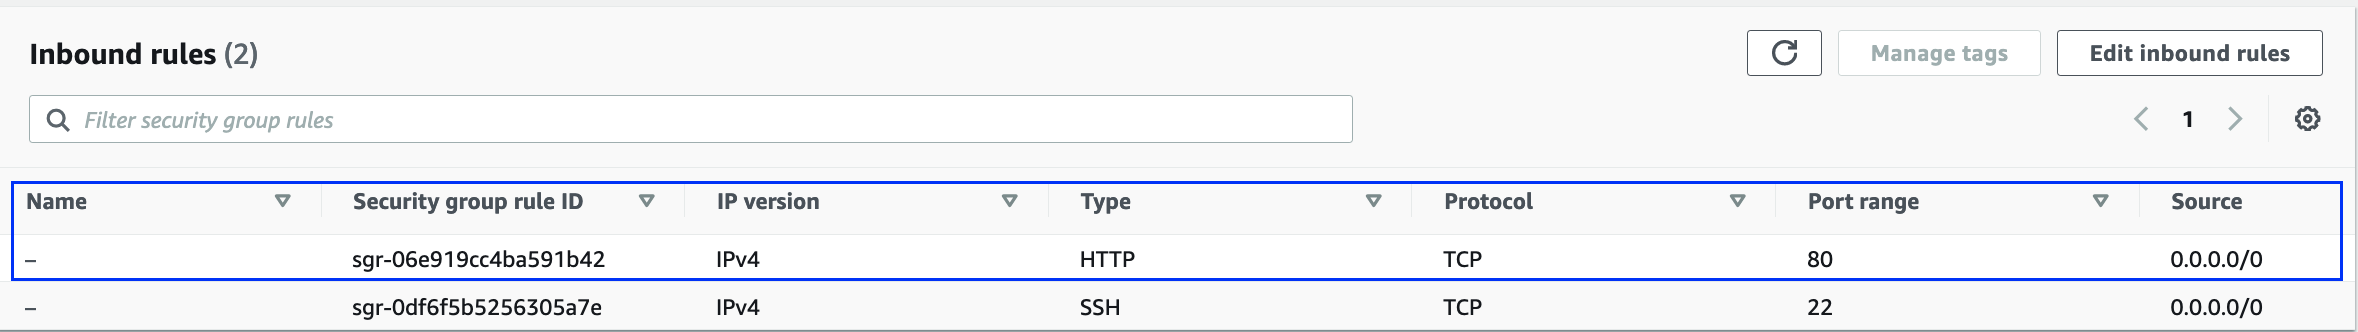 Inbound rules (2)
Manage tags
Edit inbound rules
Filter security group rules
1
Name Security group rule ID IP version Type Protocol Port range Source
– sgr-06e919cc4ba591b42 IPv4 HTTP TCP 80 0.0.0.0/0
– sgr-0df6f5b5256305a7e IPv4 SSH TCP 22 0.0.0.0/0